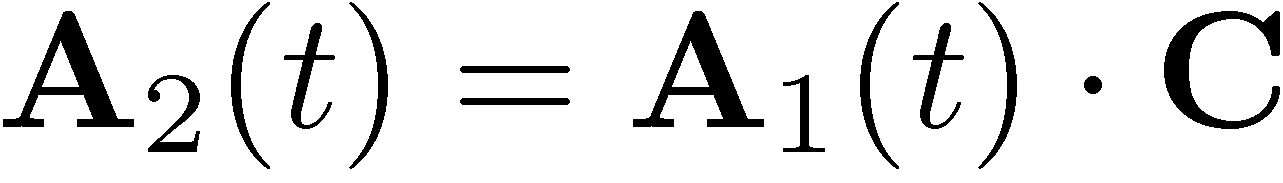 𝐀₂(t) = 𝐀₁(t) · 𝐂